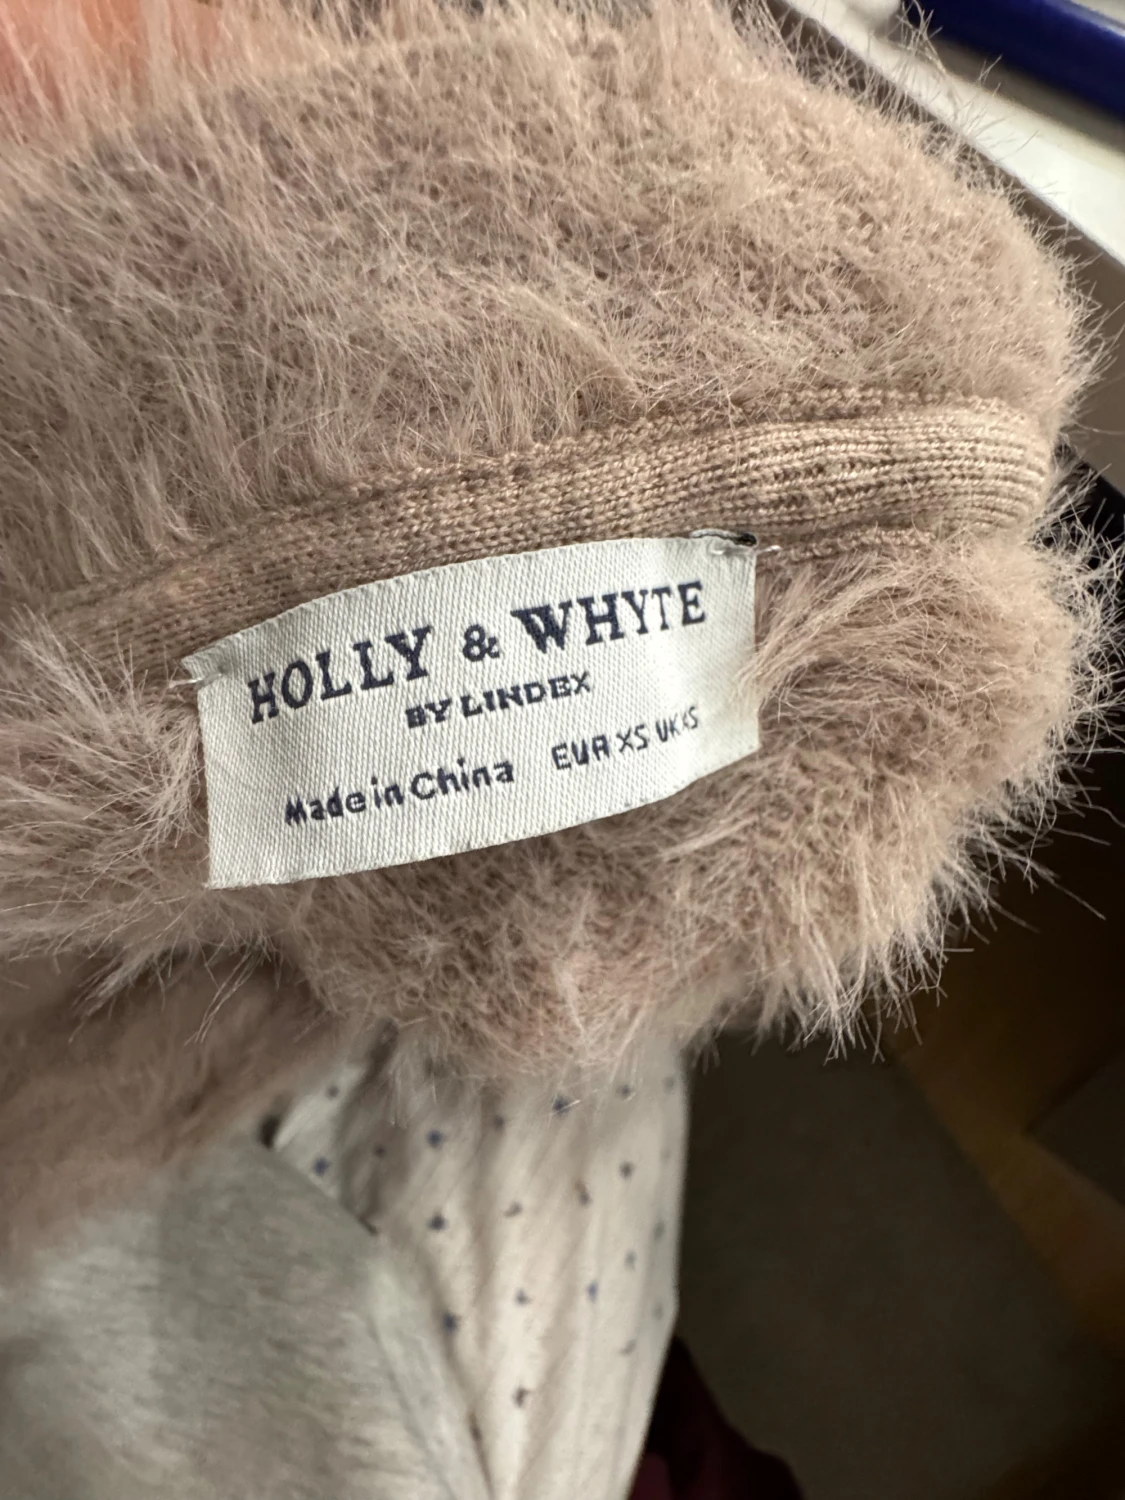 HOLLY & WHYTE
BY LINDEX
Made in China EUR XS UK XS